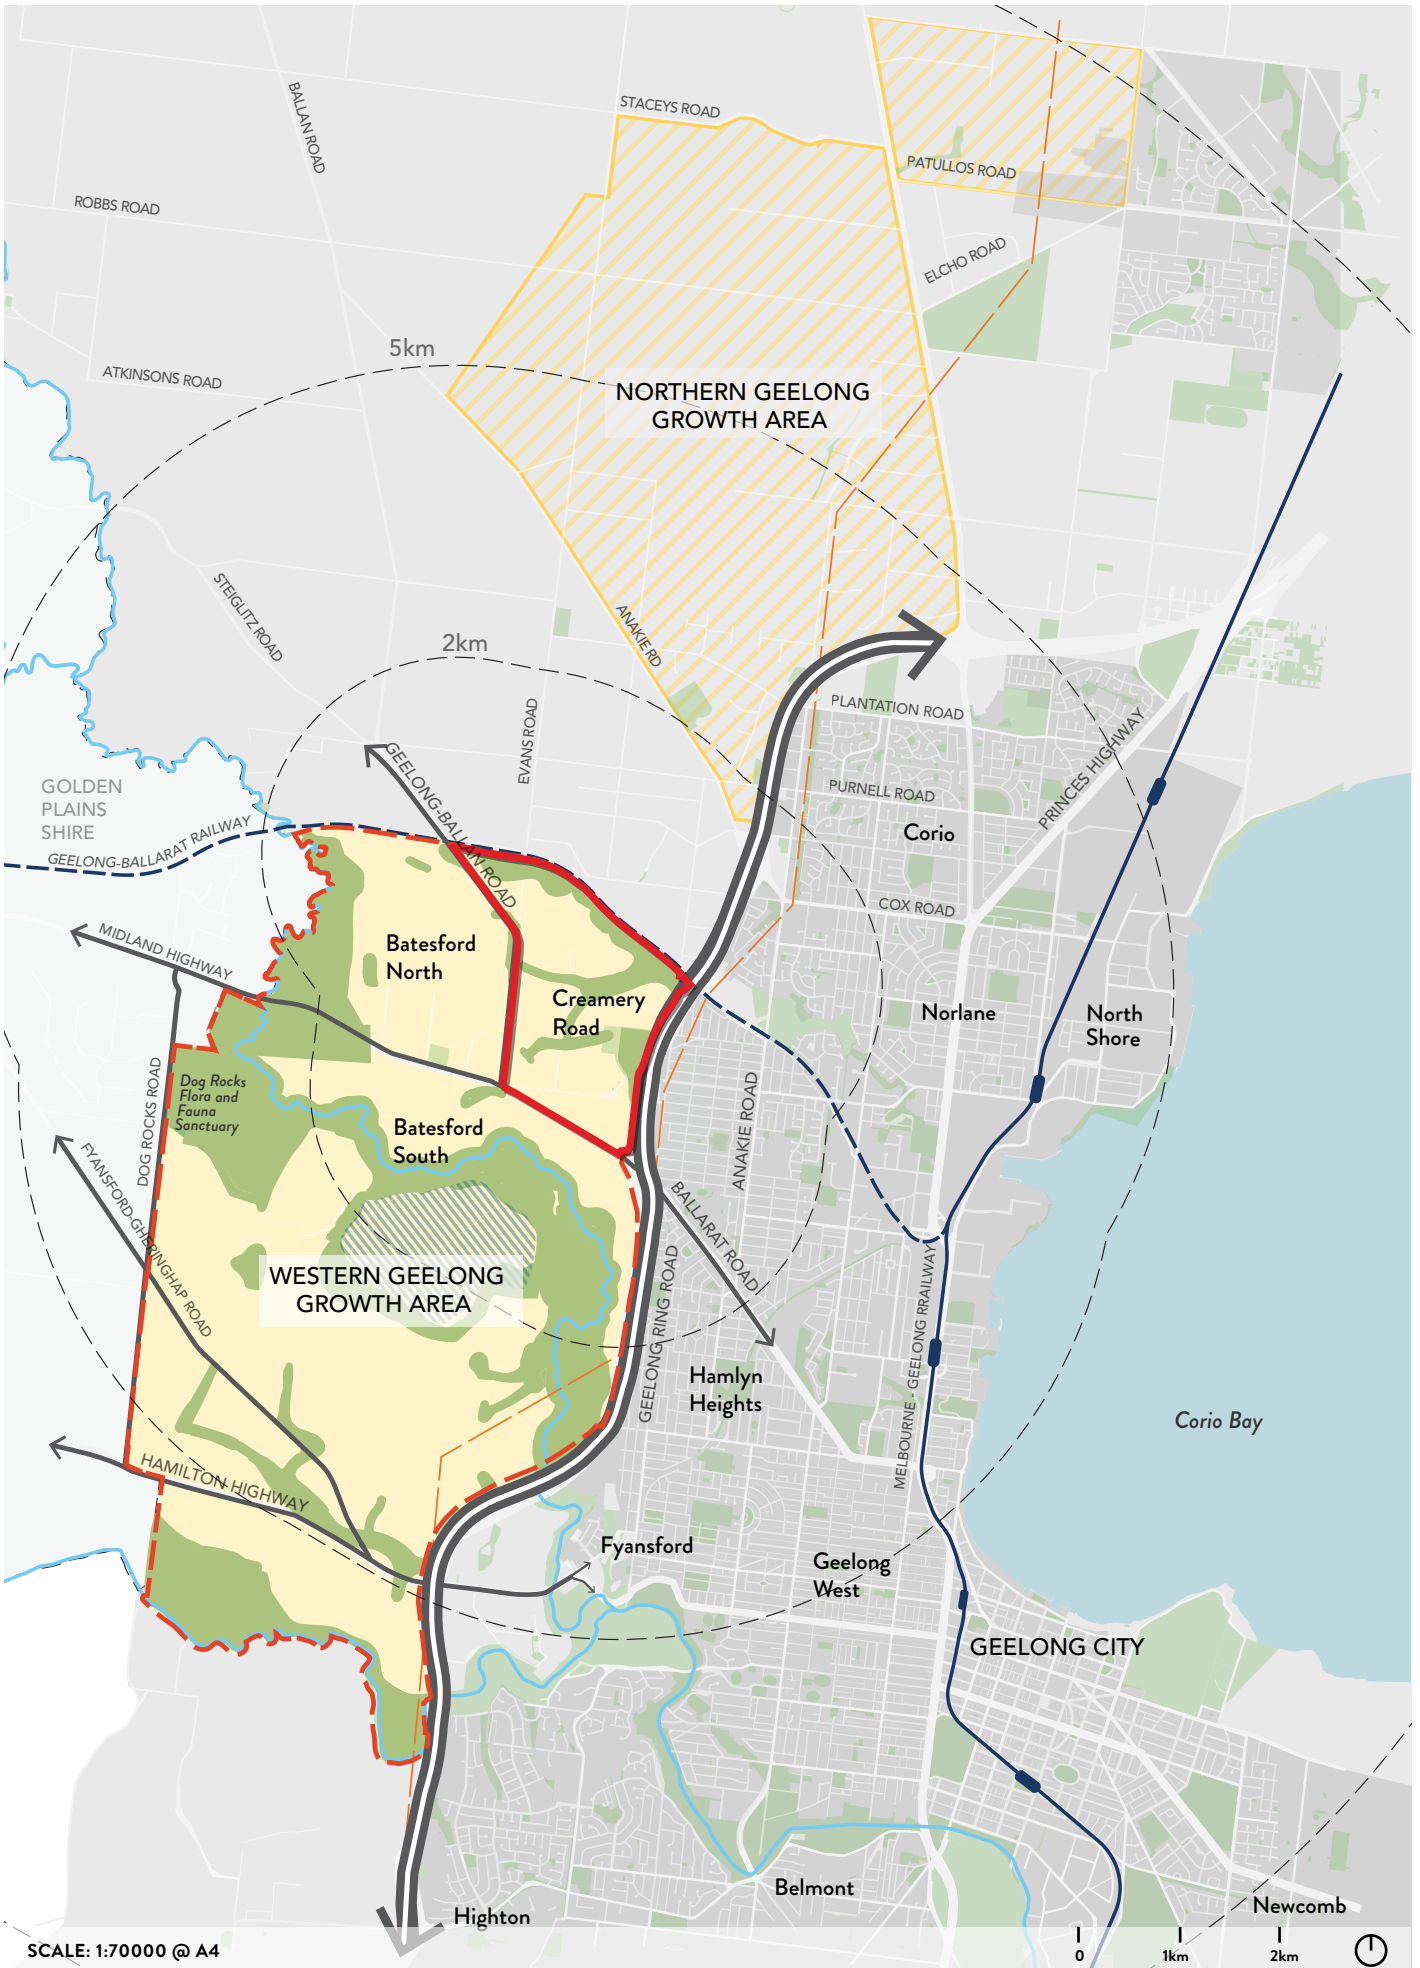 STACEYS ROAD
BALLAN ROAD
PATULLOS ROAD
ROBBS ROAD
ELCHO ROAD
5km
ATKINSONS ROAD
NORTHERN GEELONG
GROWTH AREA
STEIGLITZ ROAD
ANAKIE RD
2km
EVANS ROAD
PLANTATION ROAD
PRINCES HIGHWAY
GEELONG-BALLAN ROAD
PURNELL ROAD
GOLDEN
PLAINS
SHIRE
Corio
GEELONG-BALLARAT RAILWAY
COX ROAD
MIDLAND HIGHWAY
Batesford
North
Creamery
Road
Norlane
North
Shore
Dog Rocks
Flora and
Fauna
Sanctuary
DOG ROCKS ROAD
ANAKIE ROAD
Batesford
South
FYANSFORD-GHERINGHAP ROAD
BALLARAT ROAD
WESTERN GEELONG
GROWTH AREA
GEELONG RING ROAD
MELBOURNE - GEELONG RRAILWAY
Hamlyn
Heights
Corio Bay
HAMILTON HIGHWAY
Fyansford
Geelong
West
GEELONG CITY
Belmont
Newcomb
Highton
SCALE: 1:70000 @ A4
0
1km
2km